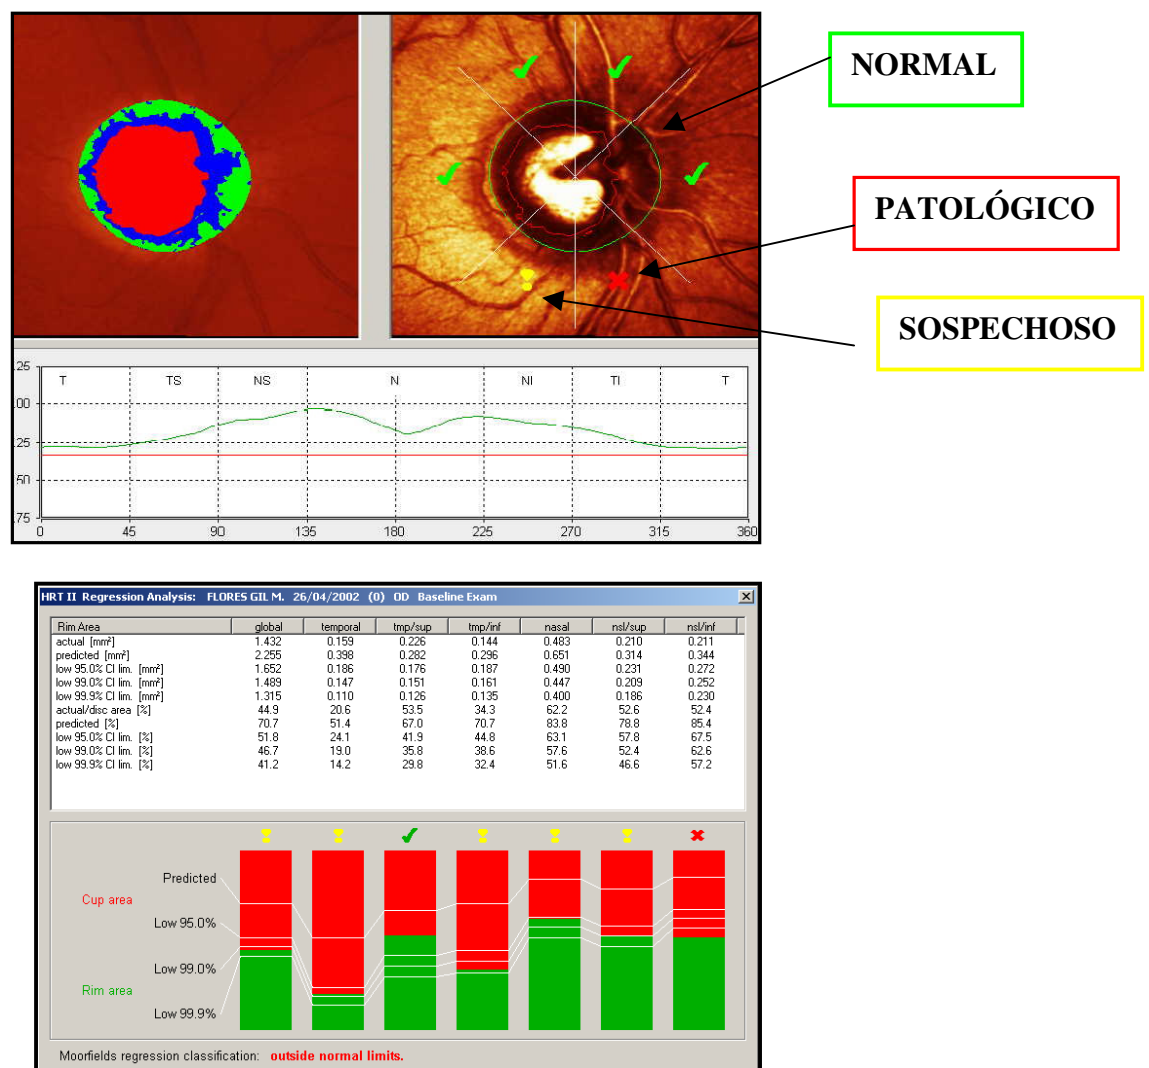 NORMAL
PATOLÓGICO
SOSPECHOSO
T TS NS N NI TI T
.25
.00
.25
.50
.75
0 45 90 135 180 225 270 315 360
HRT II Regression Analysis: FLORES GIL M. 26/04/2002 (0) OD Baseline Exam
Rim Area global temporal tmp/sup tmp/inf nasal nsl/sup nsl/inf
actual [mm²] 1.432 0.159 0.226 0.144 0.483 0.210 0.211
predicted [mm²] 2.255 0.398 0.282 0.296 0.651 0.314 0.344
low 95.0% CI lim. [mm²] 1.652 0.186 0.176 0.187 0.490 0.231 0.272
low 99.0% CI lim. [mm²] 1.489 0.147 0.151 0.161 0.447 0.209 0.252
low 99.9% CI lim. [mm²] 1.315 0.110 0.126 0.135 0.400 0.186 0.230
actual/disc area [%] 44.9 20.6 53.5 34.3 62.2 52.6 52.4
predicted [%] 70.7 51.4 67.0 70.7 83.8 78.8 85.4
low 95.0% CI lim. [%] 51.8 24.1 41.9 44.8 63.1 57.8 67.5
low 99.0% CI lim. [%] 46.7 19.0 35.8 38.6 57.6 52.4 62.6
low 99.9% CI lim. [%] 41.2 14.2 29.8 32.4 51.6 46.6 57.2
Predicted
Cup area
Low 95.0%
Low 99.0%
Rim area
Low 99.9%
Moorfields regression classification: outside normal limits.